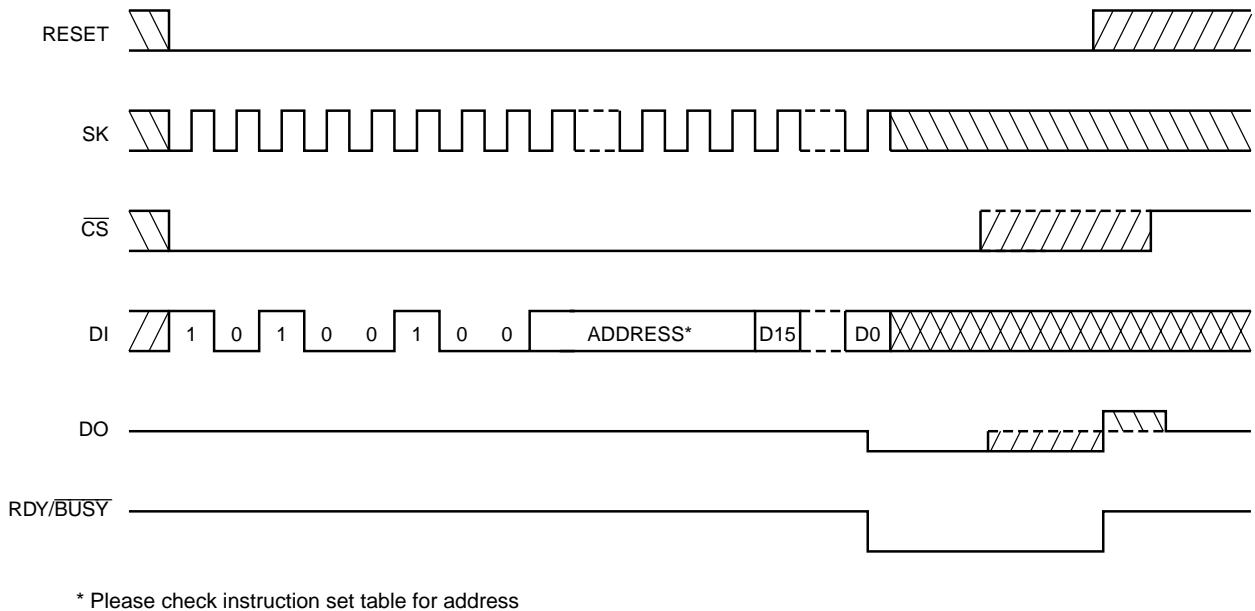 RESET
SK
CS
DI 1 0 1 0 0 1 0 0 ADDRESS* D15 D0
DO
RDY/BUSY
* Please check instruction set table for address